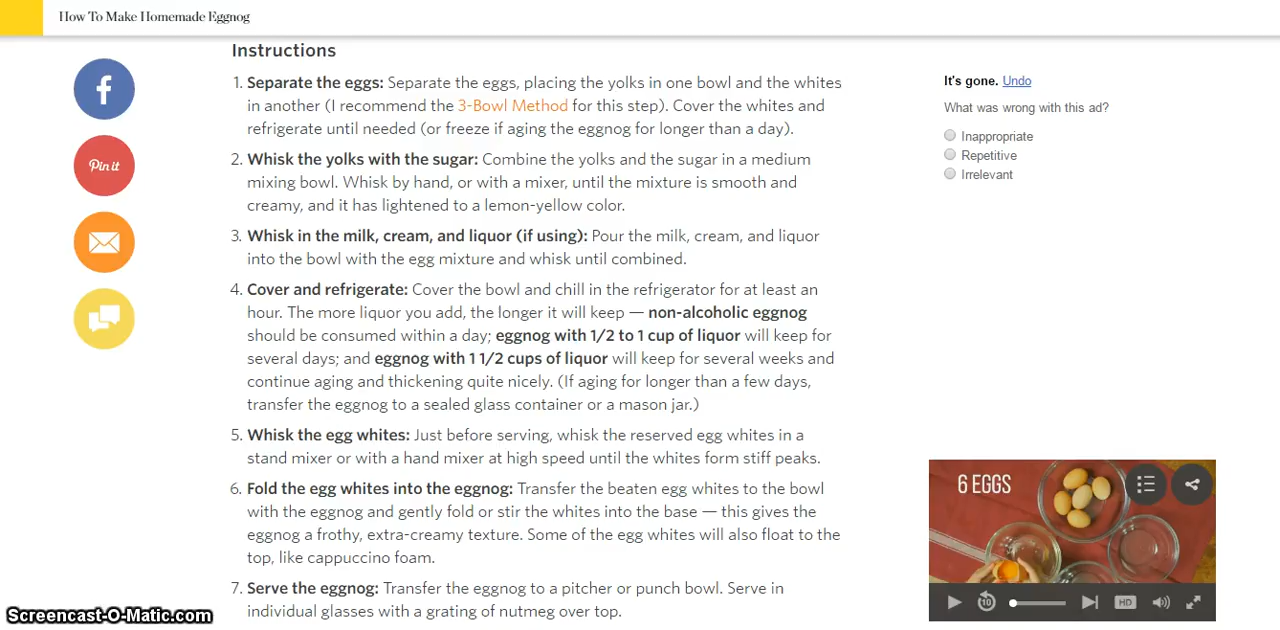 How To Make Homemade Eggnog
Instructions
1. Separate the eggs: Separate the eggs, placing the yolks in one bowl and the whites
in another (I recommend the 3-Bowl Method for this step). Cover the whites and
refrigerate until needed (or freeze if aging the eggnog for longer than a day).
2. Whisk the yolks with the sugar: Combine the yolks and the sugar in a medium
mixing bowl. Whisk by hand, or with a mixer, until the mixture is smooth and
creamy, and it has lightened to a lemon-yellow color.
3. Whisk in the milk, cream, and liquor (if using): Pour the milk, cream, and liquor
into the bowl with the egg mixture and whisk until combined.
4. Cover and refrigerate: Cover the bowl and chill in the refrigerator for at least an
hour. The more liquor you add, the longer it will keep — non-alcoholic eggnog
should be consumed within a day; eggnog with 1/2 to 1 cup of liquor will keep for
several days; and eggnog with 1 1/2 cups of liquor will keep for several weeks and
continue aging and thickening quite nicely. (If aging for longer than a few days,
transfer the eggnog to a sealed glass container or a mason jar.)
5. Whisk the egg whites: Just before serving, whisk the reserved egg whites in a
stand mixer or with a hand mixer at high speed until the whites form stiff peaks.
6. Fold the egg whites into the eggnog: Transfer the beaten egg whites to the bowl
with the eggnog and gently fold or stir the whites into the base — this gives the
eggnog a frothy, extra-creamy texture. Some of the egg whites will also float to the
top, like cappuccino foam.
7. Serve the eggnog: Transfer the eggnog to a pitcher or punch bowl. Serve in
individual glasses with a grating of nutmeg over top.
f
Pin it
It's gone. Undo
What was wrong with this ad?
Inappropriate
Repetitive
Irrelevant
6 EGGS
10
HD
Screencast-O-Matic.com